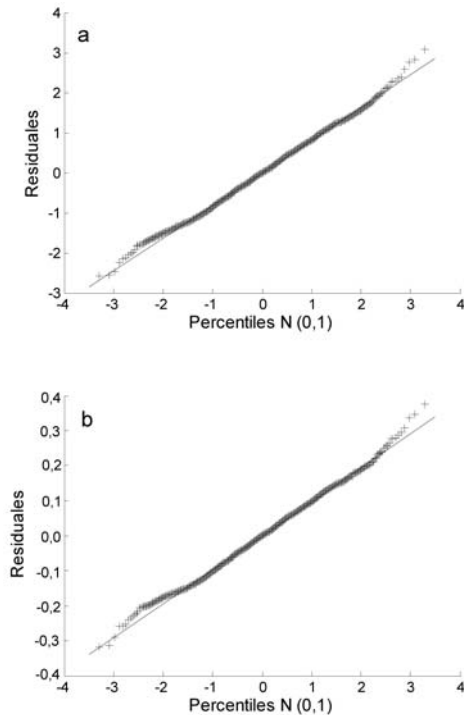 a
4
3
2
1
0
-1
-2
-3
Residuales
-4 -3 -2 -1 0 1 2 3 4
Percentiles N (0,1)
b
0,4
0,3
0,2
0,1
0,0
-0,1
-0,2
-0,3
0,4
Residuales
-4 -3 -2 -1 0 1 2 3 4
Percentiles N (0,1)